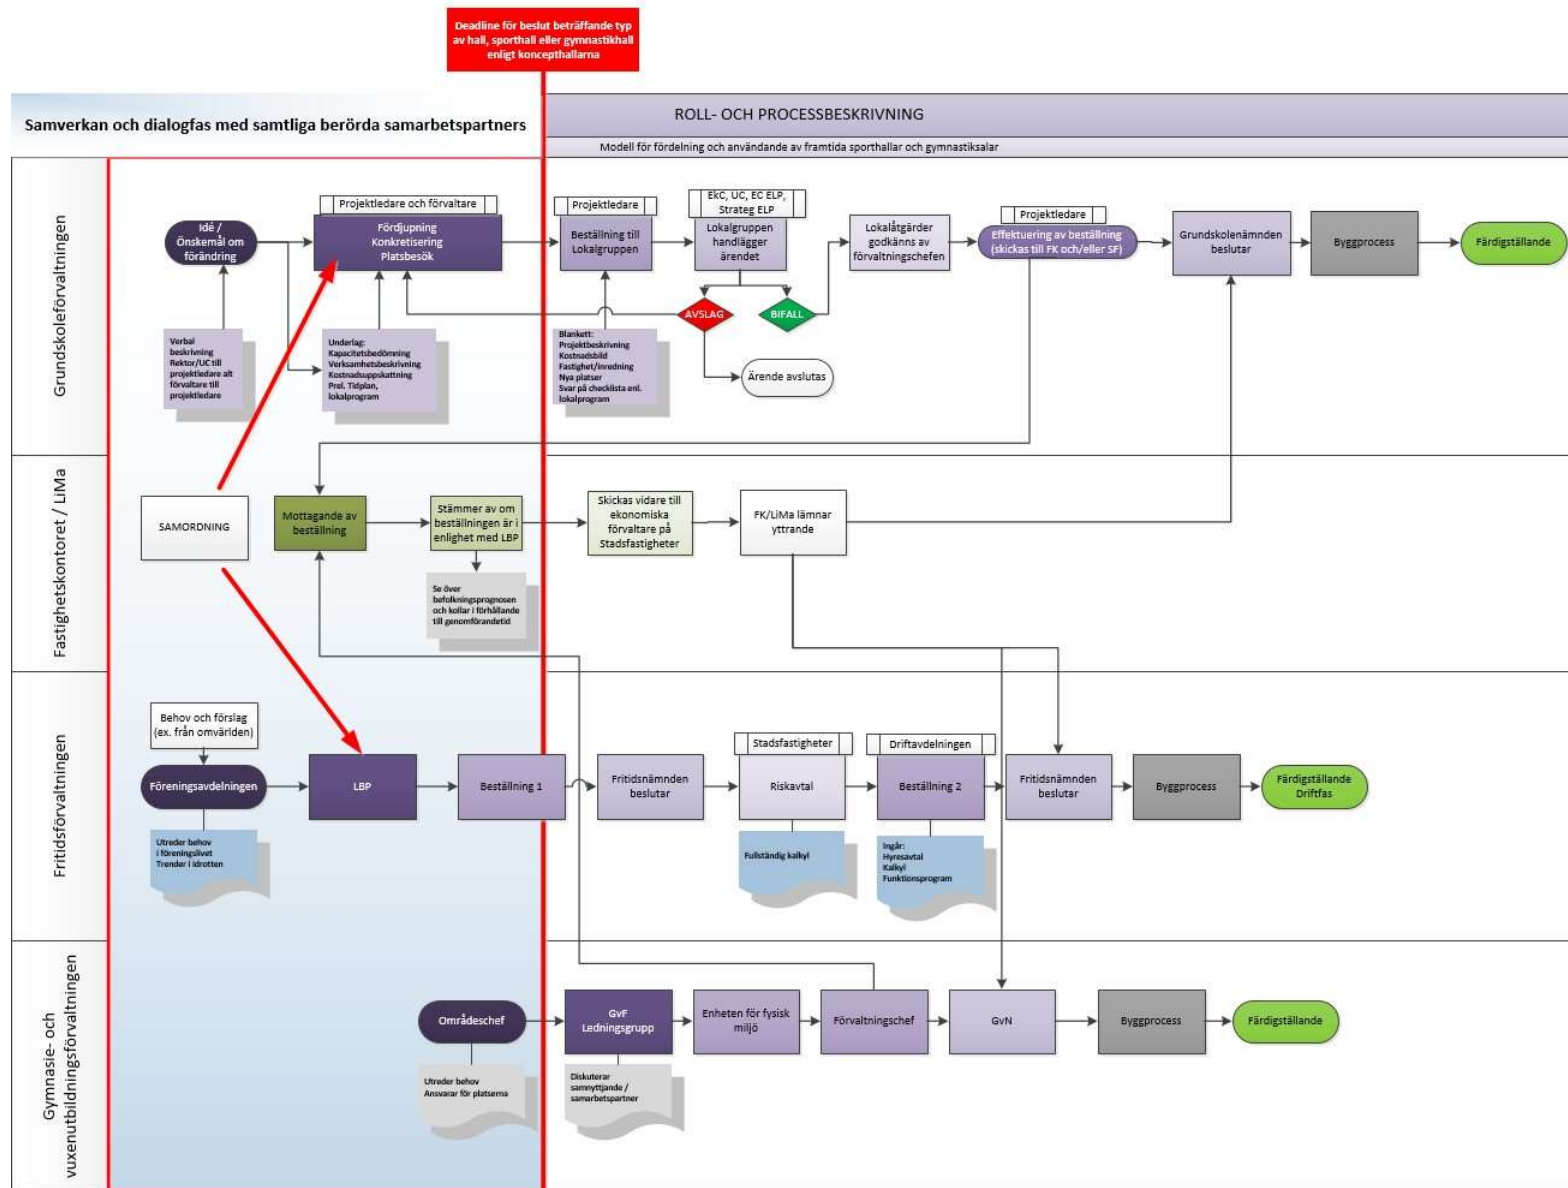 Deadline för beslut beträffande typ
av hall, sporthall eller gymnastikhall
enligt koncepthallarna
Samverkan och dialogfas med samtliga berörda samarbetspartners
ROLL- OCH PROCESSBESKRIVNING
Modell för fördelning och användande av framtida sporthallar och gymnastiksalar
Grundskoleförvaltningen
Idé /
Önskemål om
förändring
Projektledare och förvaltare
Fördjupning
Konkretisering
Platsbesök
Projektledare
Beställning till
Lokalgruppen
EkC, UC, EC ELP,
Strateg ELP
Lokalgruppen
handlägger
ärendet
Lokalåtgärder
godkänns av
förvaltningschefen
Projektledare
Effektuering av beställning
(skickas till FK och/eller SF)
Grundskolenämnden
beslutar
Byggprocess
Färdigställande
AVSLAG
BIFALL
Verbal
beskrivning
Rektor/UC till
projektledare alt
förvaltare till
projektledare
Underlag:
Kapacitetsbedömning
Verksamhetsbeskrivning
Kostnadsuppskattning
Prel. Tidplan,
lokalprogram
Blankett:
Projektbeskrivning
Kostnadsbild
Fastighet/inredning
Nya platser
Svar på checklista enl.
lokalprogram
Ärende avslutas
Fastighetskontoret / LiMa
SAMORDNING
Mottagande av
beställning
Stämmer av om
beställningen är i
enlighet med LBP
Skickas vidare till
ekonomiska
förvaltare på
Stadsfastigheter
FK/LiMa lämnar
yttrande
Se över
befolkningsprognosen
och kollar i förhållande
till genomförandetid
Fritidsförvaltningen
Behov och förslag
(ex. från omvärlden)
Föreningsavdelningen
LBP
Beställning 1
Fritidsnämnden
beslutar
Stadsfastigheter
Riskavtal
Driftavdelningen
Beställning 2
Fritidsnämnden
beslutar
Byggprocess
Färdigställande
Driftfas
Utreder behov
i föreningslivet
Trender i idrotten
Fullständig kalkyl
Ingår:
Hyresavtal
Kalkyl
Funktionsprogram
Gymnasie- och
vuxenutbildningsförvaltningen
Områdeschef
GvF
Ledningsgrupp
Enheten för fysisk
miljö
Förvaltningschef
GvN
Byggprocess
Färdigställande
Utreder behov
Ansvarar för platserna
Diskuterar
samnyttjande /
samarbetspartner